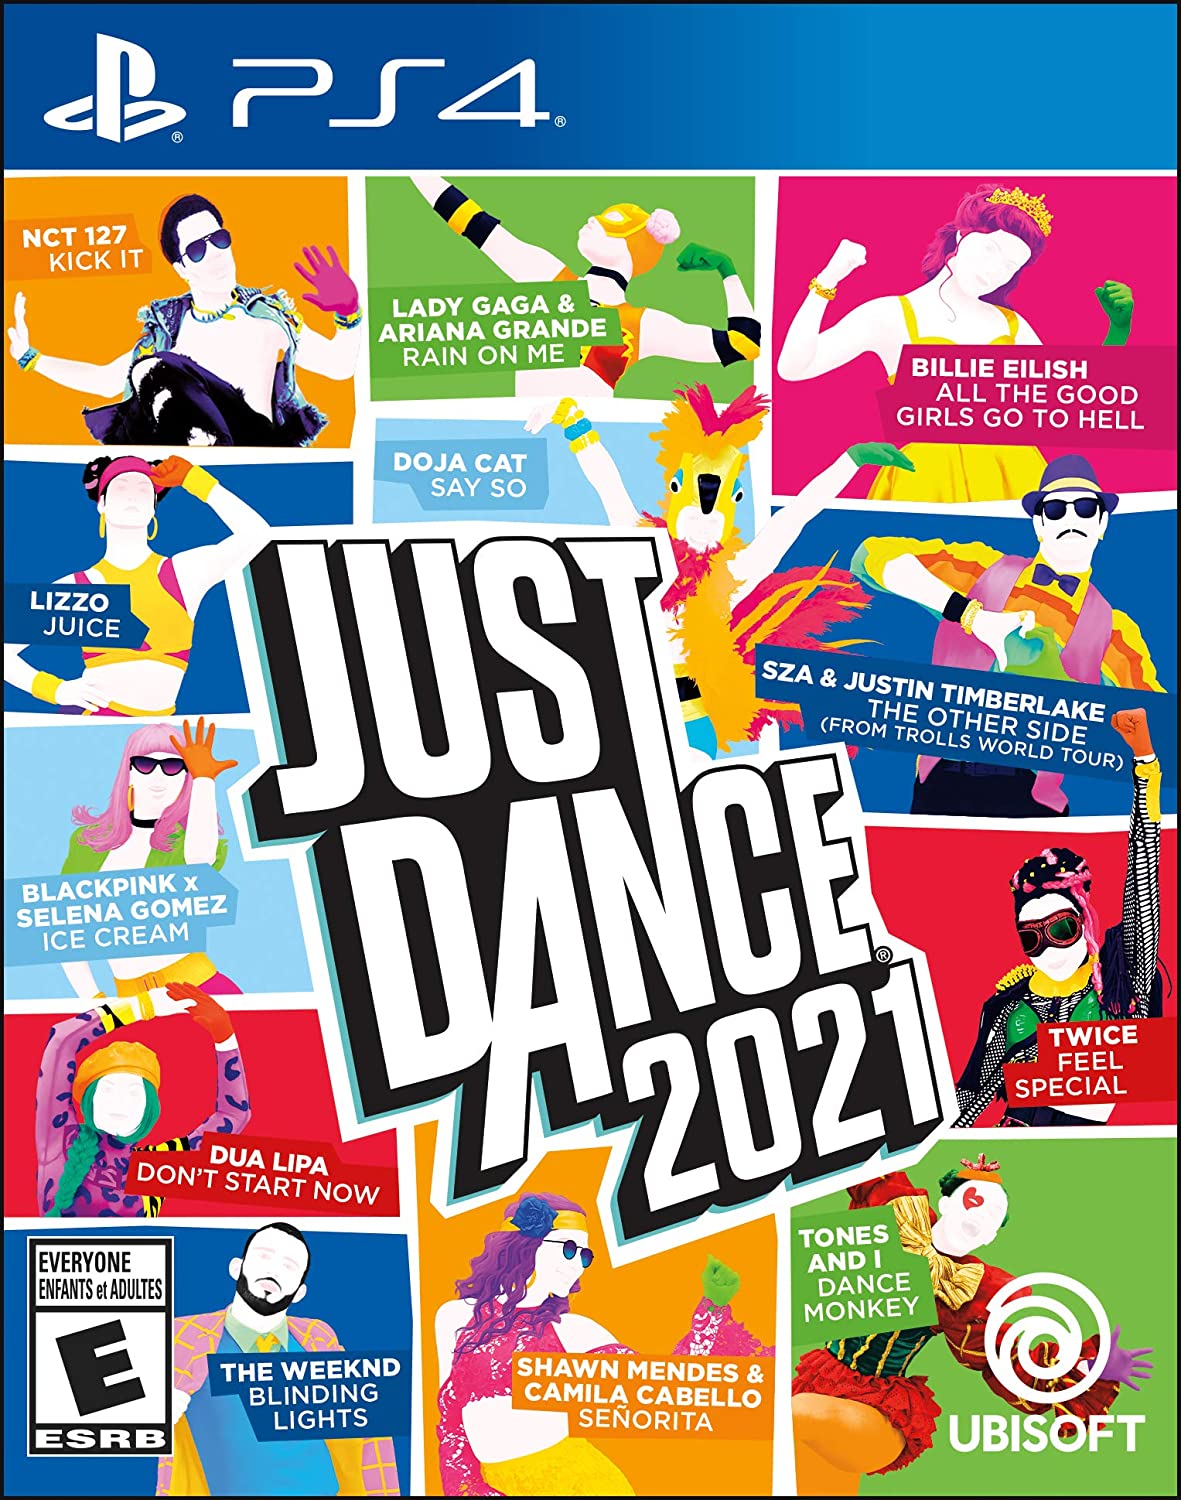 PS4®
NCT 127
KICK IT
LADY GAGA &
ARIANA GRANDE
RAIN ON ME
BILLIE EILISH
ALL THE GOOD
GIRLS GO TO HELL
DOJA CAT
SAY SO
LIZZO
JUICE
SZA & JUSTIN TIMBERLAKE
THE OTHER SIDE
(FROM TROLLS WORLD TOUR)
JUST
DANCE®
2021
BLACKPINK x
SELENA GOMEZ
ICE CREAM
TWICE
FEEL
SPECIAL
DUA LIPA
DON'T START NOW
TONES
AND I
DANCE
MONKEY
THE WEEKND
BLINDING
LIGHTS
SHAWN MENDES &
CAMILA CABELLO
SEÑORITA
EVERYONE
ENFANTS et ADULTES
E
ESRB
UBISOFT